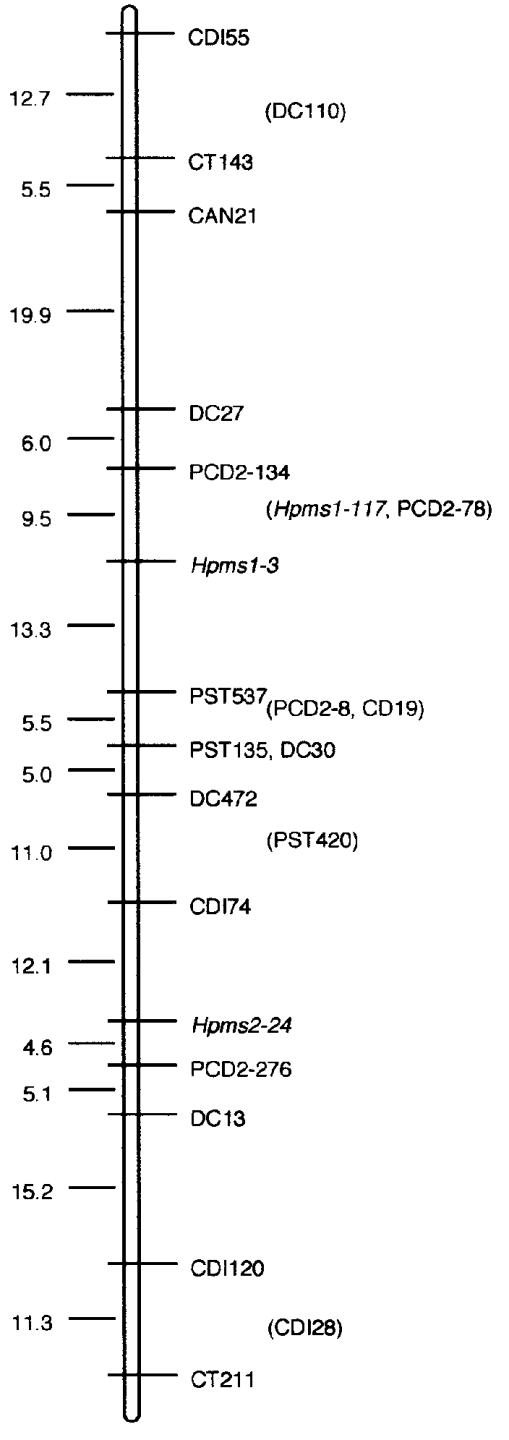 CDI55
12.7
(DC110)
CT143
5.5
CAN21
19.9
DC27
6.0
PCD2-134
9.5
(Hpms1-117, PCD2-78)
Hpms1-3
13.3
PST537
(PCD2-8, CD19)
5.5
PST135, DC30
5.0
DC472
(PST420)
11.0
CDI74
12.1
Hpms2-24
4.6
PCD2-276
5.1
DC13
15.2
CDI120
11.3
(CDI28)
CT211